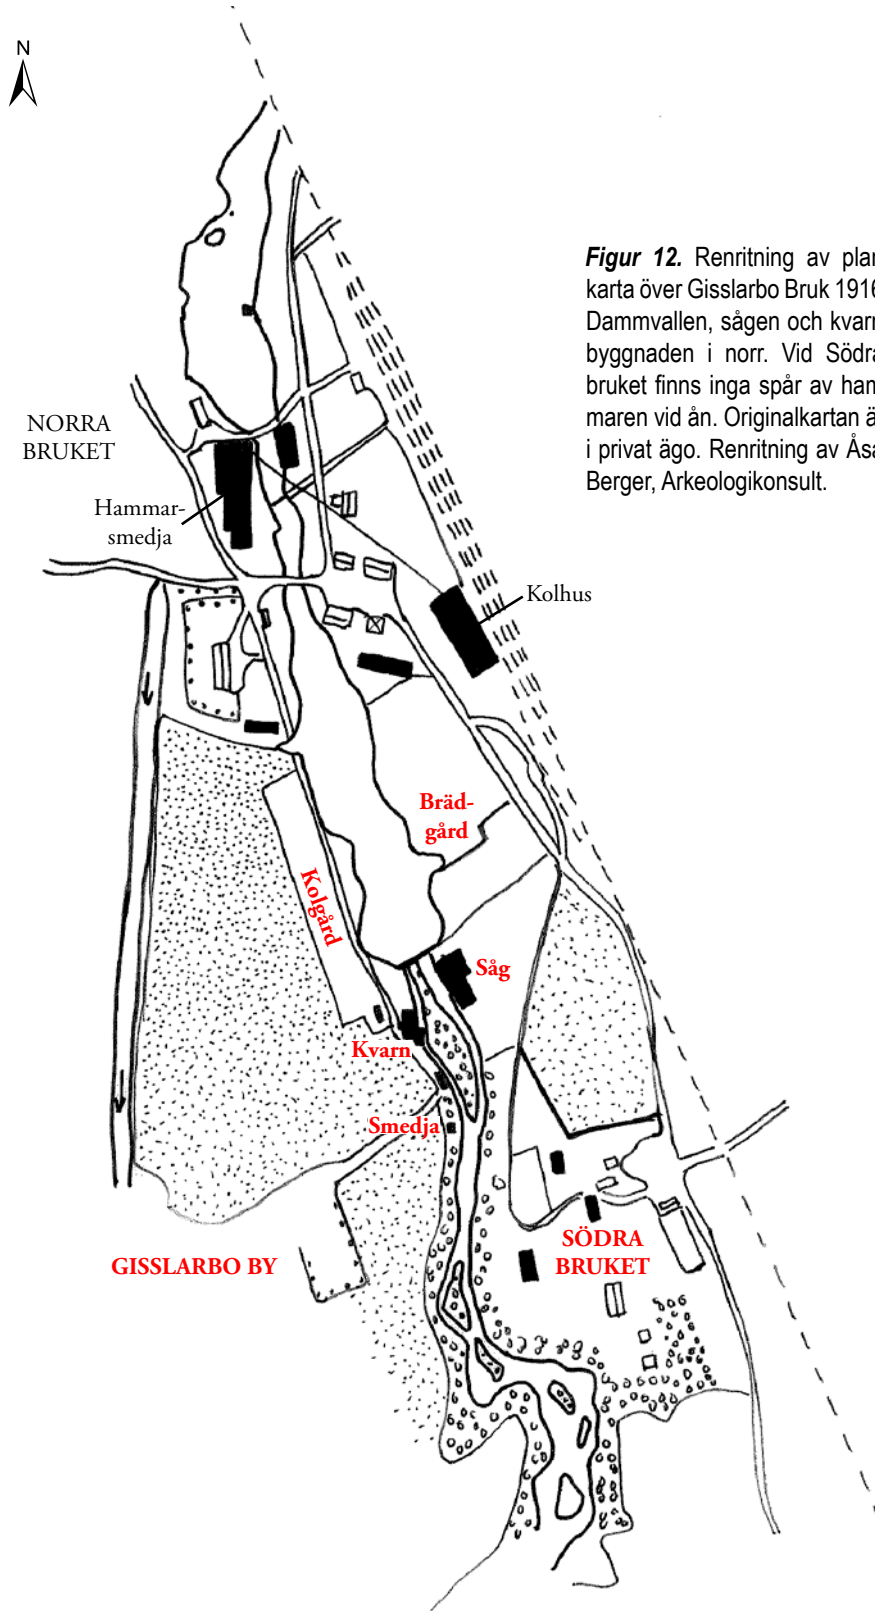 N
Figur 12. Renritning av plan
karta över Gisslarbo Bruk 1916
Dammvallen, sågen och kvarn
byggnaden i norr. Vid Södra
bruket finns inga spår av ham
maren vid ån. Originalkartan ä
i privat ägo. Renritning av Åsa
Berger, Arkeologikonsult.
NORRA
BRUKET
Hammar-
smedja
Kolhus
Bräd-
gård
Kolgård
Såg
Kvarn
Smedja
GISSLARBO BY
SÖDRA
BRUKET